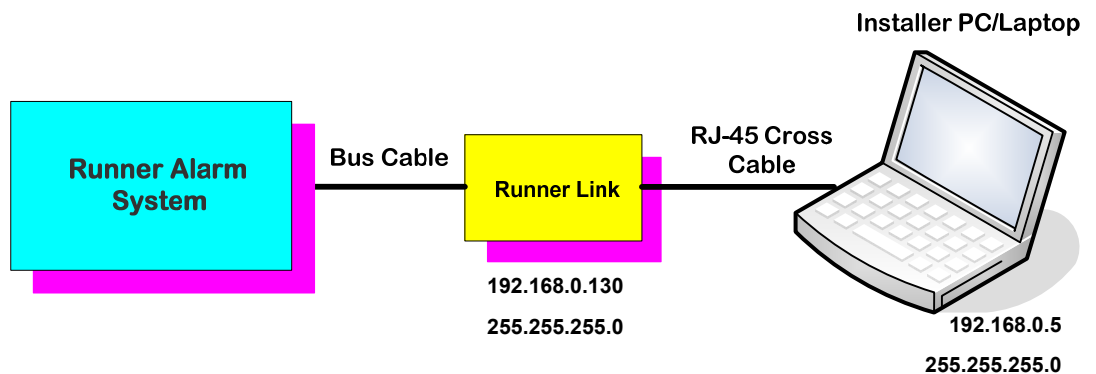 Installer PC/Laptop
Runner Alarm
System
Bus Cable
Runner Link
RJ-45 Cross
Cable
192.168.0.130
255.255.255.0
192.168.0.5
255.255.255.0